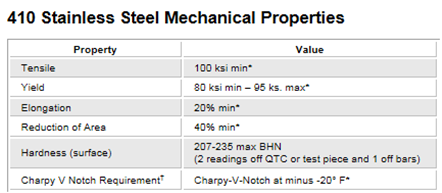 410 Stainless Steel Mechanical Properties
Property Value
Tensile 100 ksi min*
Yield 80 ksi min – 95 ks. max*
Elongation 20% min*
Reduction of Area 40% min*
Hardness (surface) 207-235 max BHN
(2 readings off QTC or test piece and 1 off bars)
Charpy V Notch Requirement† Charpy-V-Notch at minus -20° F*